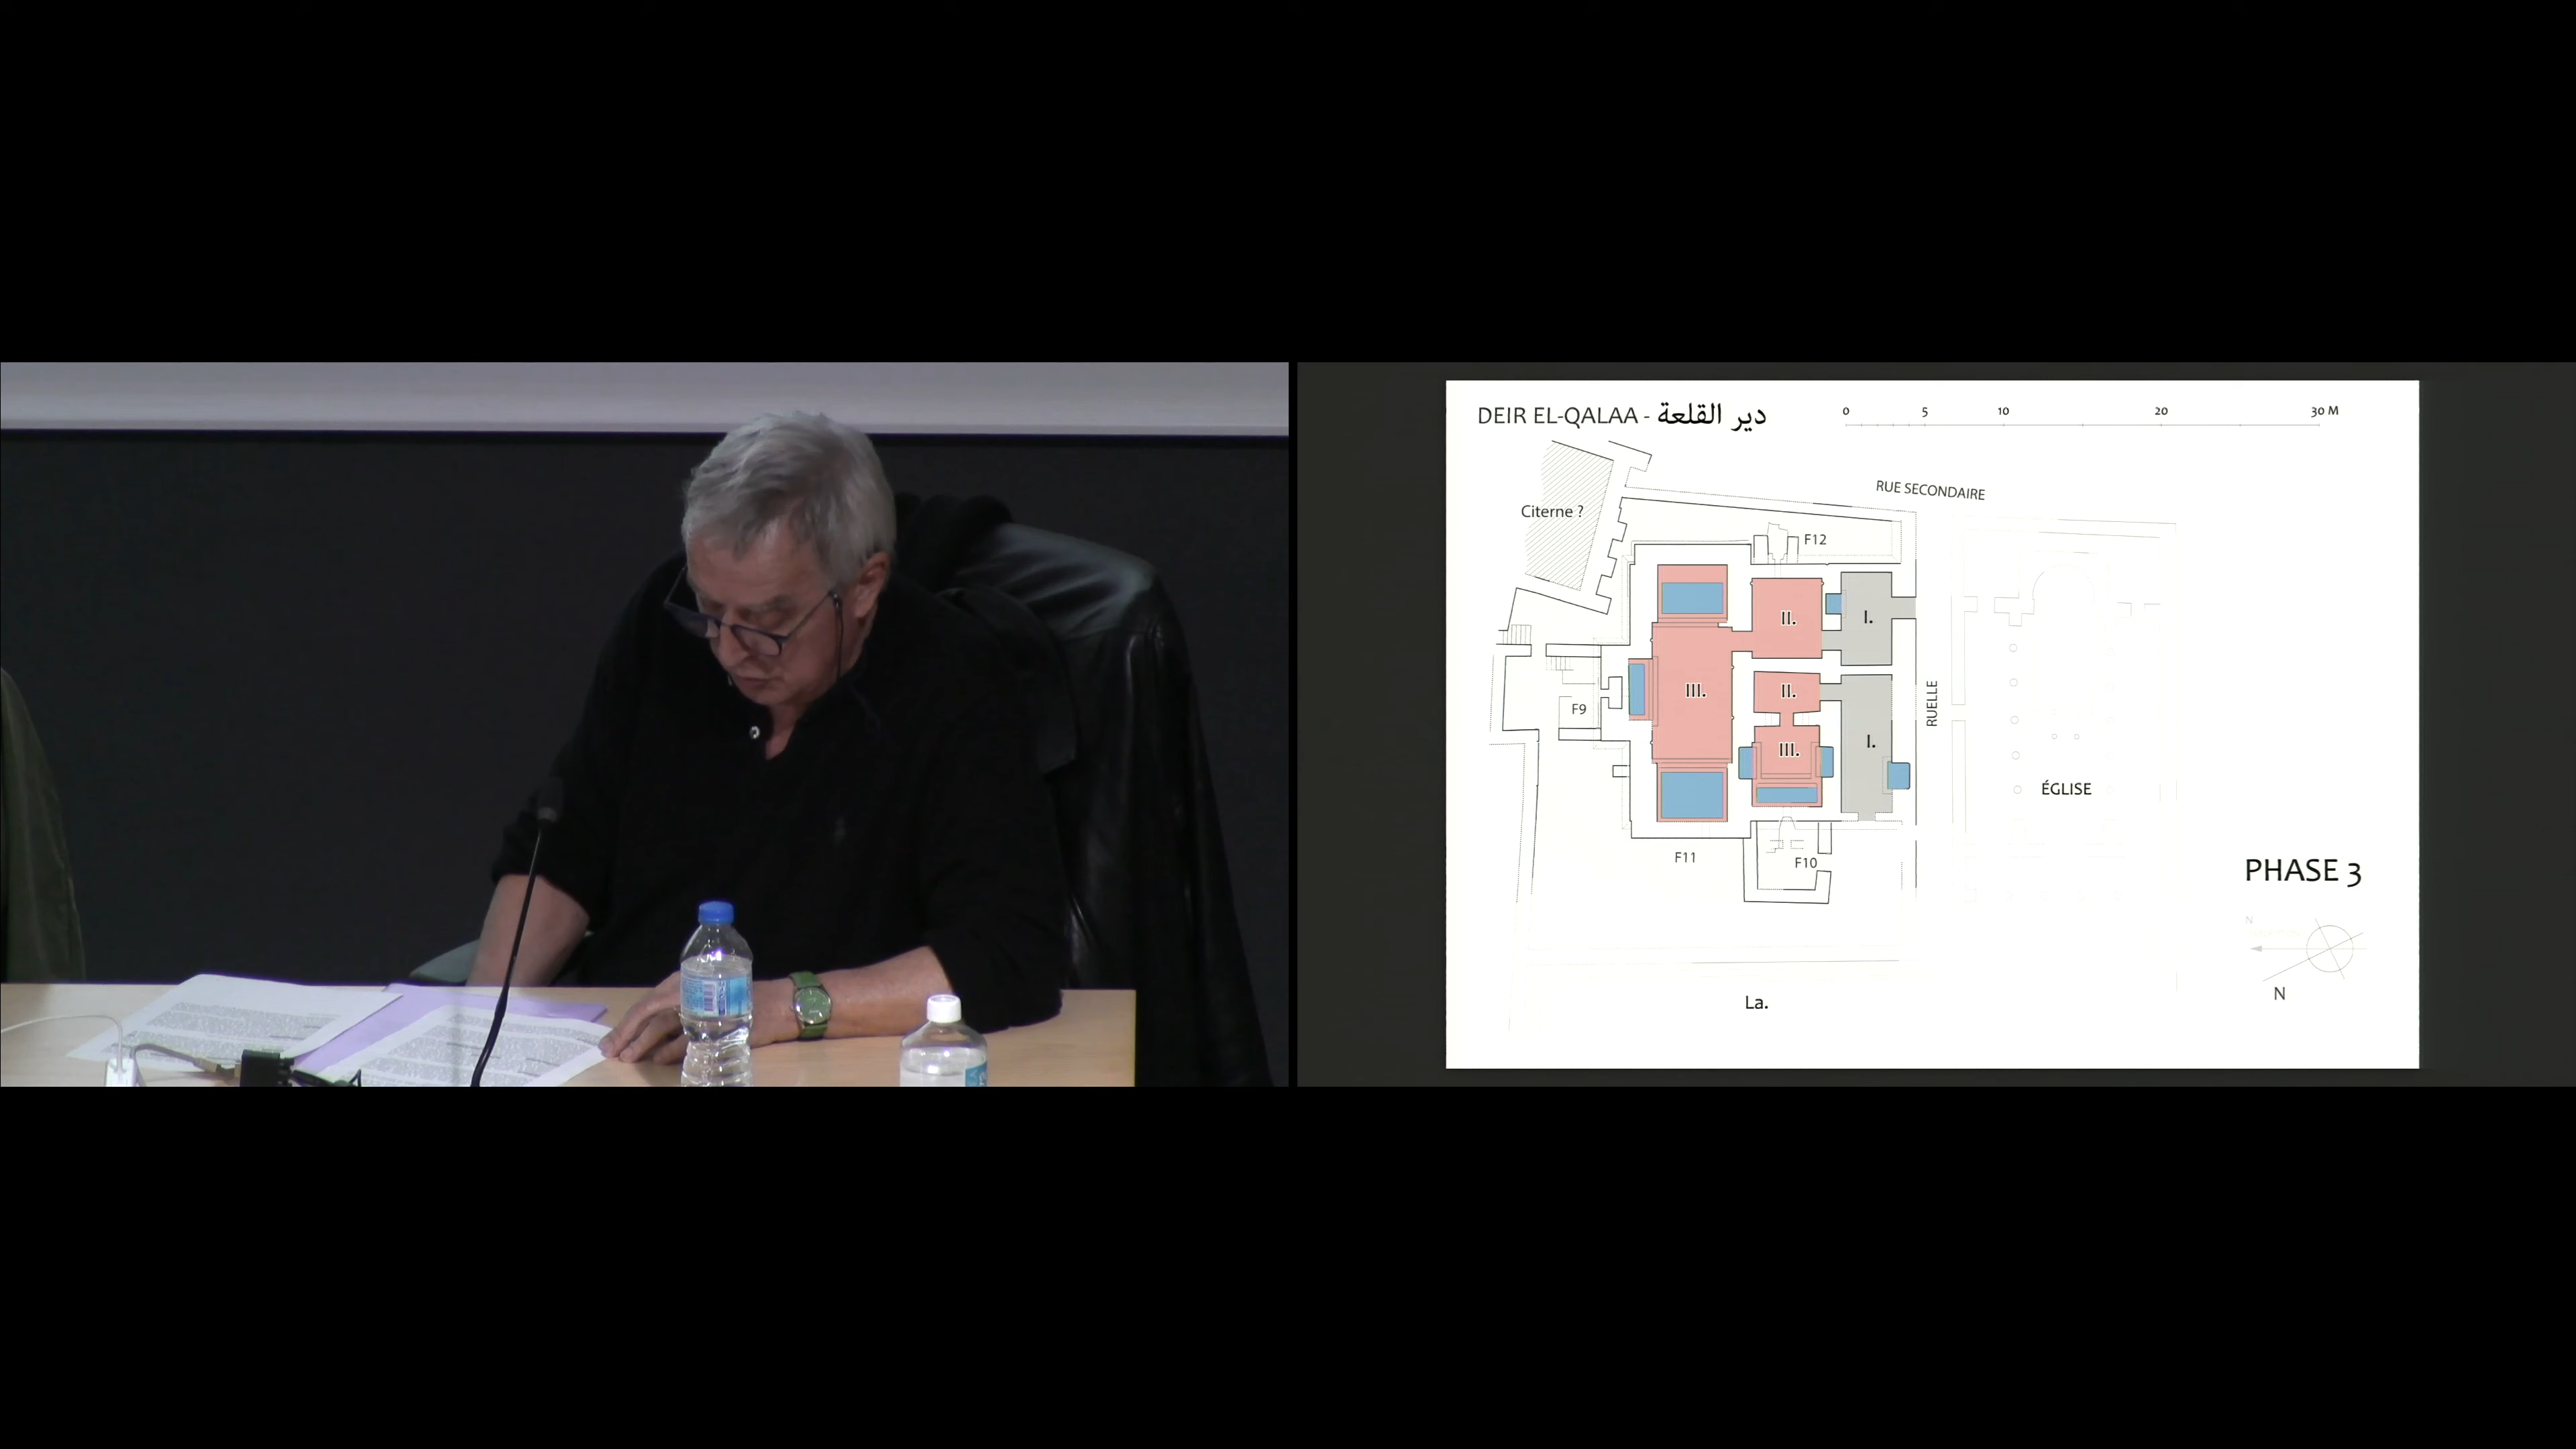 DEIR EL-QALAA - دير القلعة
0 5 10 20 30 M
RUE SECONDAIRE
Citerne ?
F12
II.
I.
III.
II.
F9
RUELLE
III.
I.
ÉGLISE
F11
F10
PHASE 3
N
N
La.